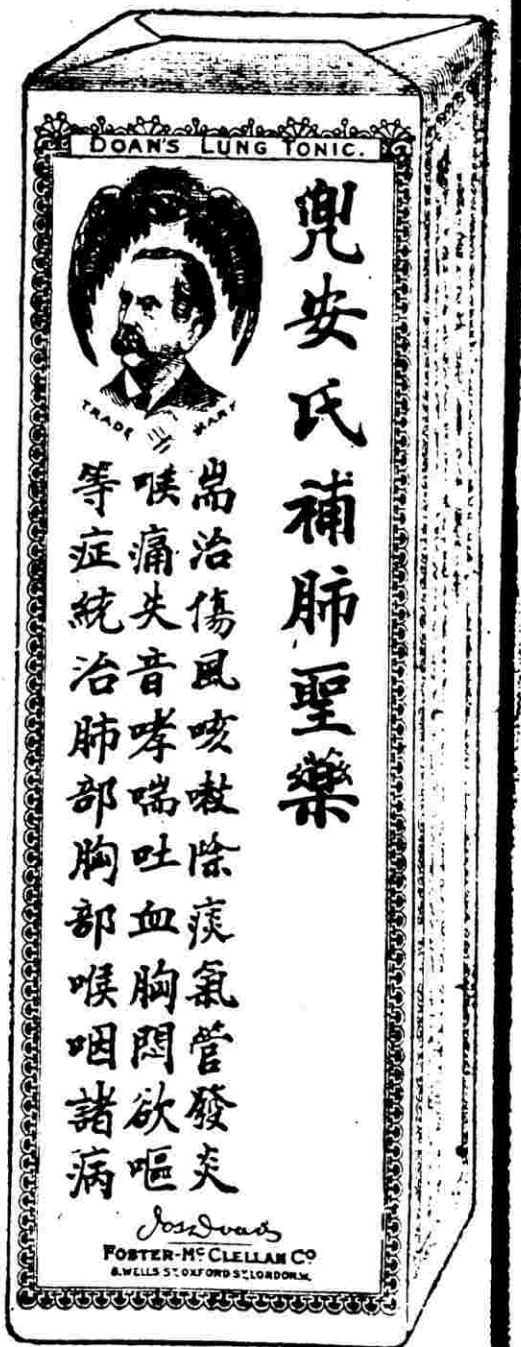 DOAN'S LUNG TONIC.
兜安氏補肺聖藥
TRADE MARK
耑治傷風咳嗽除痰氣管發炎
喉痛失音哮喘吐血胸悶欲嘔
等症統治肺部胸部喉咽諸病
FOSTER-McCLELLAN Co
8. WELLS ST. OXFORD ST. LONDON. W.